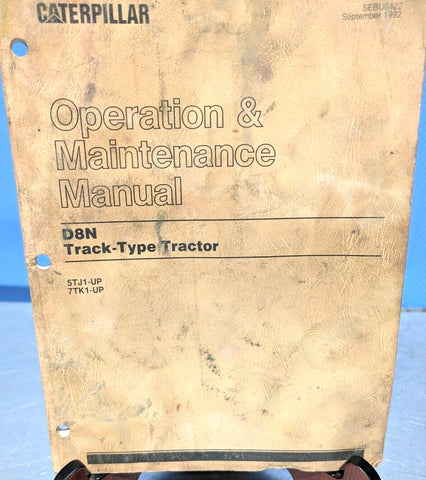 CATERPILLAR
SEBU6422
September 1992
Operation &
Maintenance
Manual
D8N
Track-Type Tractor
5TJ1-UP
7TK1-UP